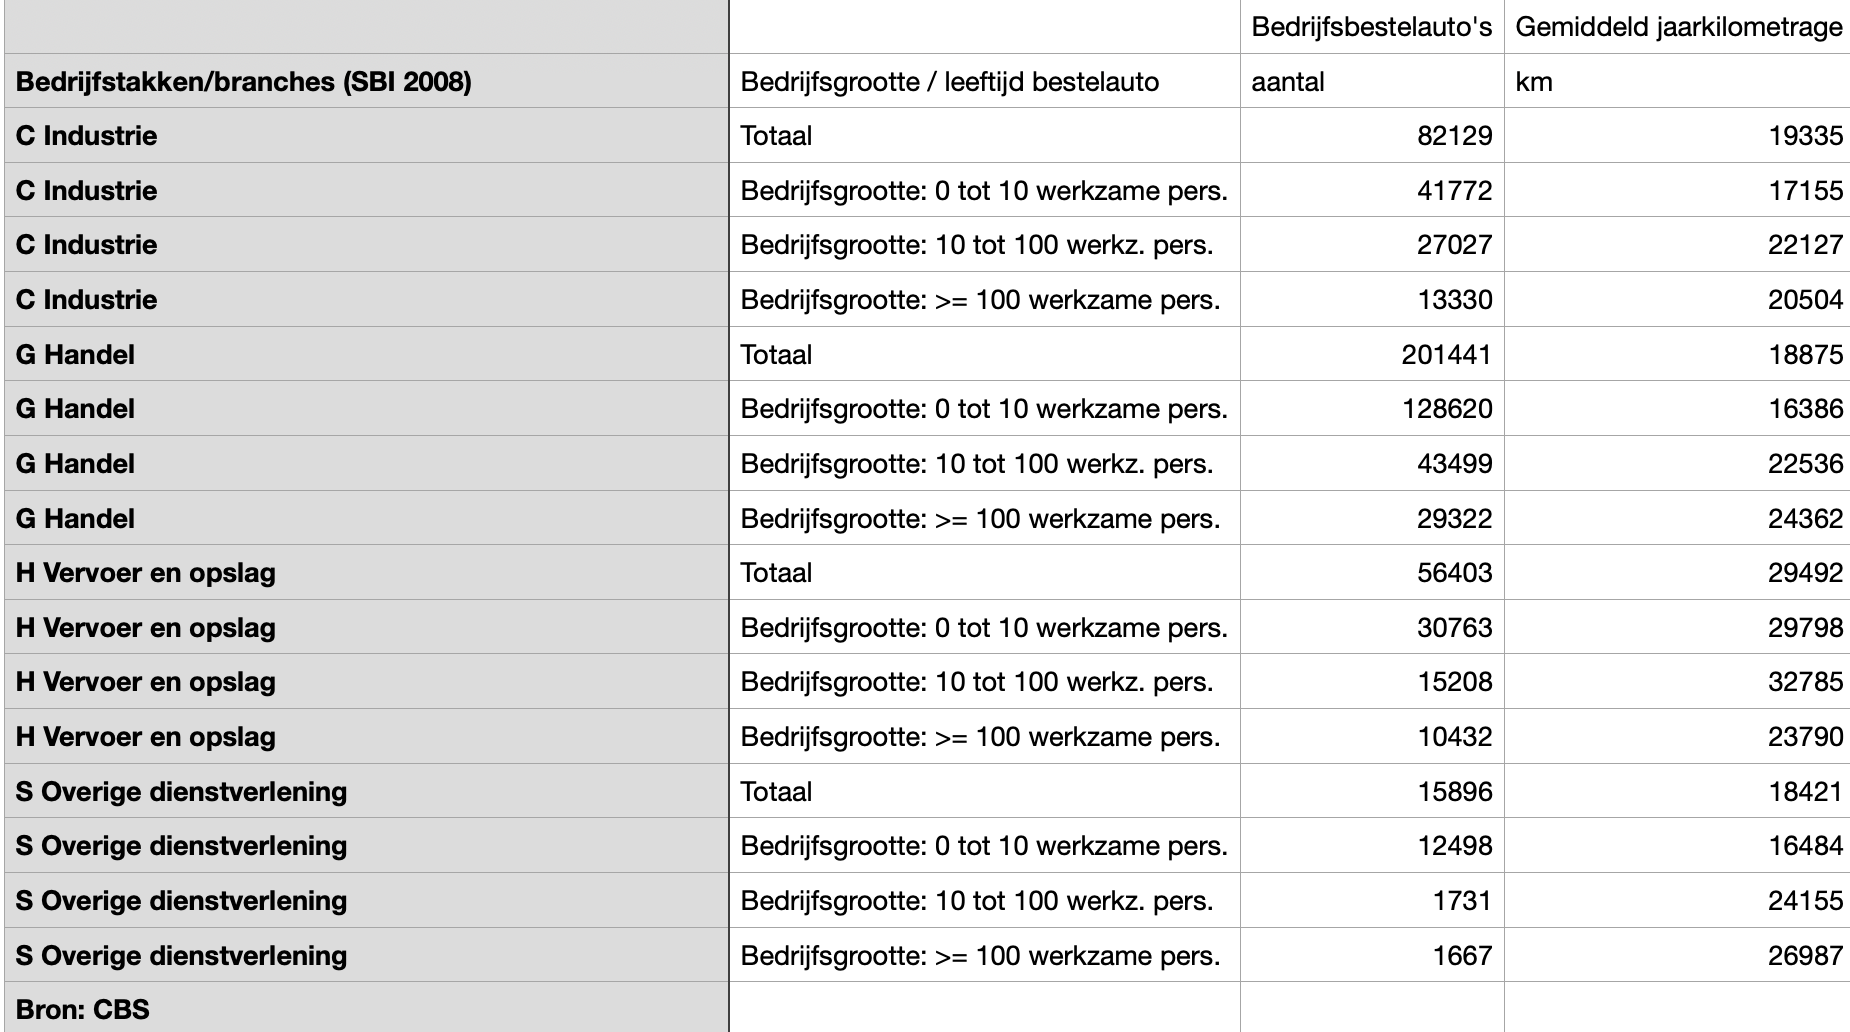 Bedrijfsbestelauto's Gemiddeld jaarkilometrage
Bedrijfstakken/branches (SBI 2008) Bedrijfsgrootte / leeftijd bestelauto aantal km
C Industrie Totaal 82129 19335
C Industrie Bedrijfsgrootte: 0 tot 10 werkzame pers. 41772 17155
C Industrie Bedrijfsgrootte: 10 tot 100 werkz. pers. 27027 22127
C Industrie Bedrijfsgrootte: >= 100 werkzame pers. 13330 20504
G Handel Totaal 201441 18875
G Handel Bedrijfsgrootte: 0 tot 10 werkzame pers. 128620 16386
G Handel Bedrijfsgrootte: 10 tot 100 werkz. pers. 43499 22536
G Handel Bedrijfsgrootte: >= 100 werkzame pers. 29322 24362
H Vervoer en opslag Totaal 56403 29492
H Vervoer en opslag Bedrijfsgrootte: 0 tot 10 werkzame pers. 30763 29798
H Vervoer en opslag Bedrijfsgrootte: 10 tot 100 werkz. pers. 15208 32785
H Vervoer en opslag Bedrijfsgrootte: >= 100 werkzame pers. 10432 23790
S Overige dienstverlening Totaal 15896 18421
S Overige dienstverlening Bedrijfsgrootte: 0 tot 10 werkzame pers. 12498 16484
S Overige dienstverlening Bedrijfsgrootte: 10 tot 100 werkz. pers. 1731 24155
S Overige dienstverlening Bedrijfsgrootte: >= 100 werkzame pers. 1667 26987
Bron: CBS